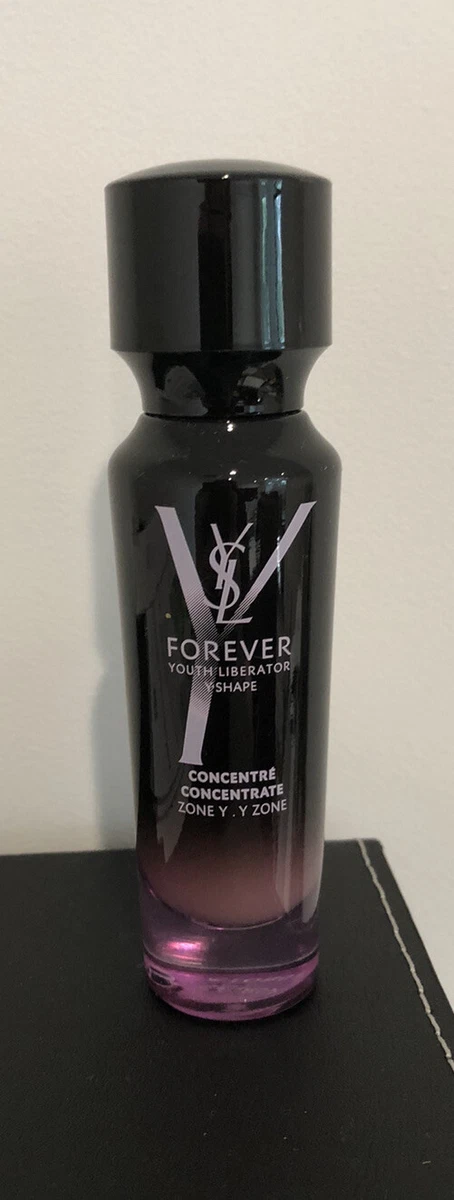 Y
YSL
FOREVER
YOUTH LIBERATOR
Y SHAPE
CONCENTRÉ
CONCENTRATE
ZONE Y . Y ZONE